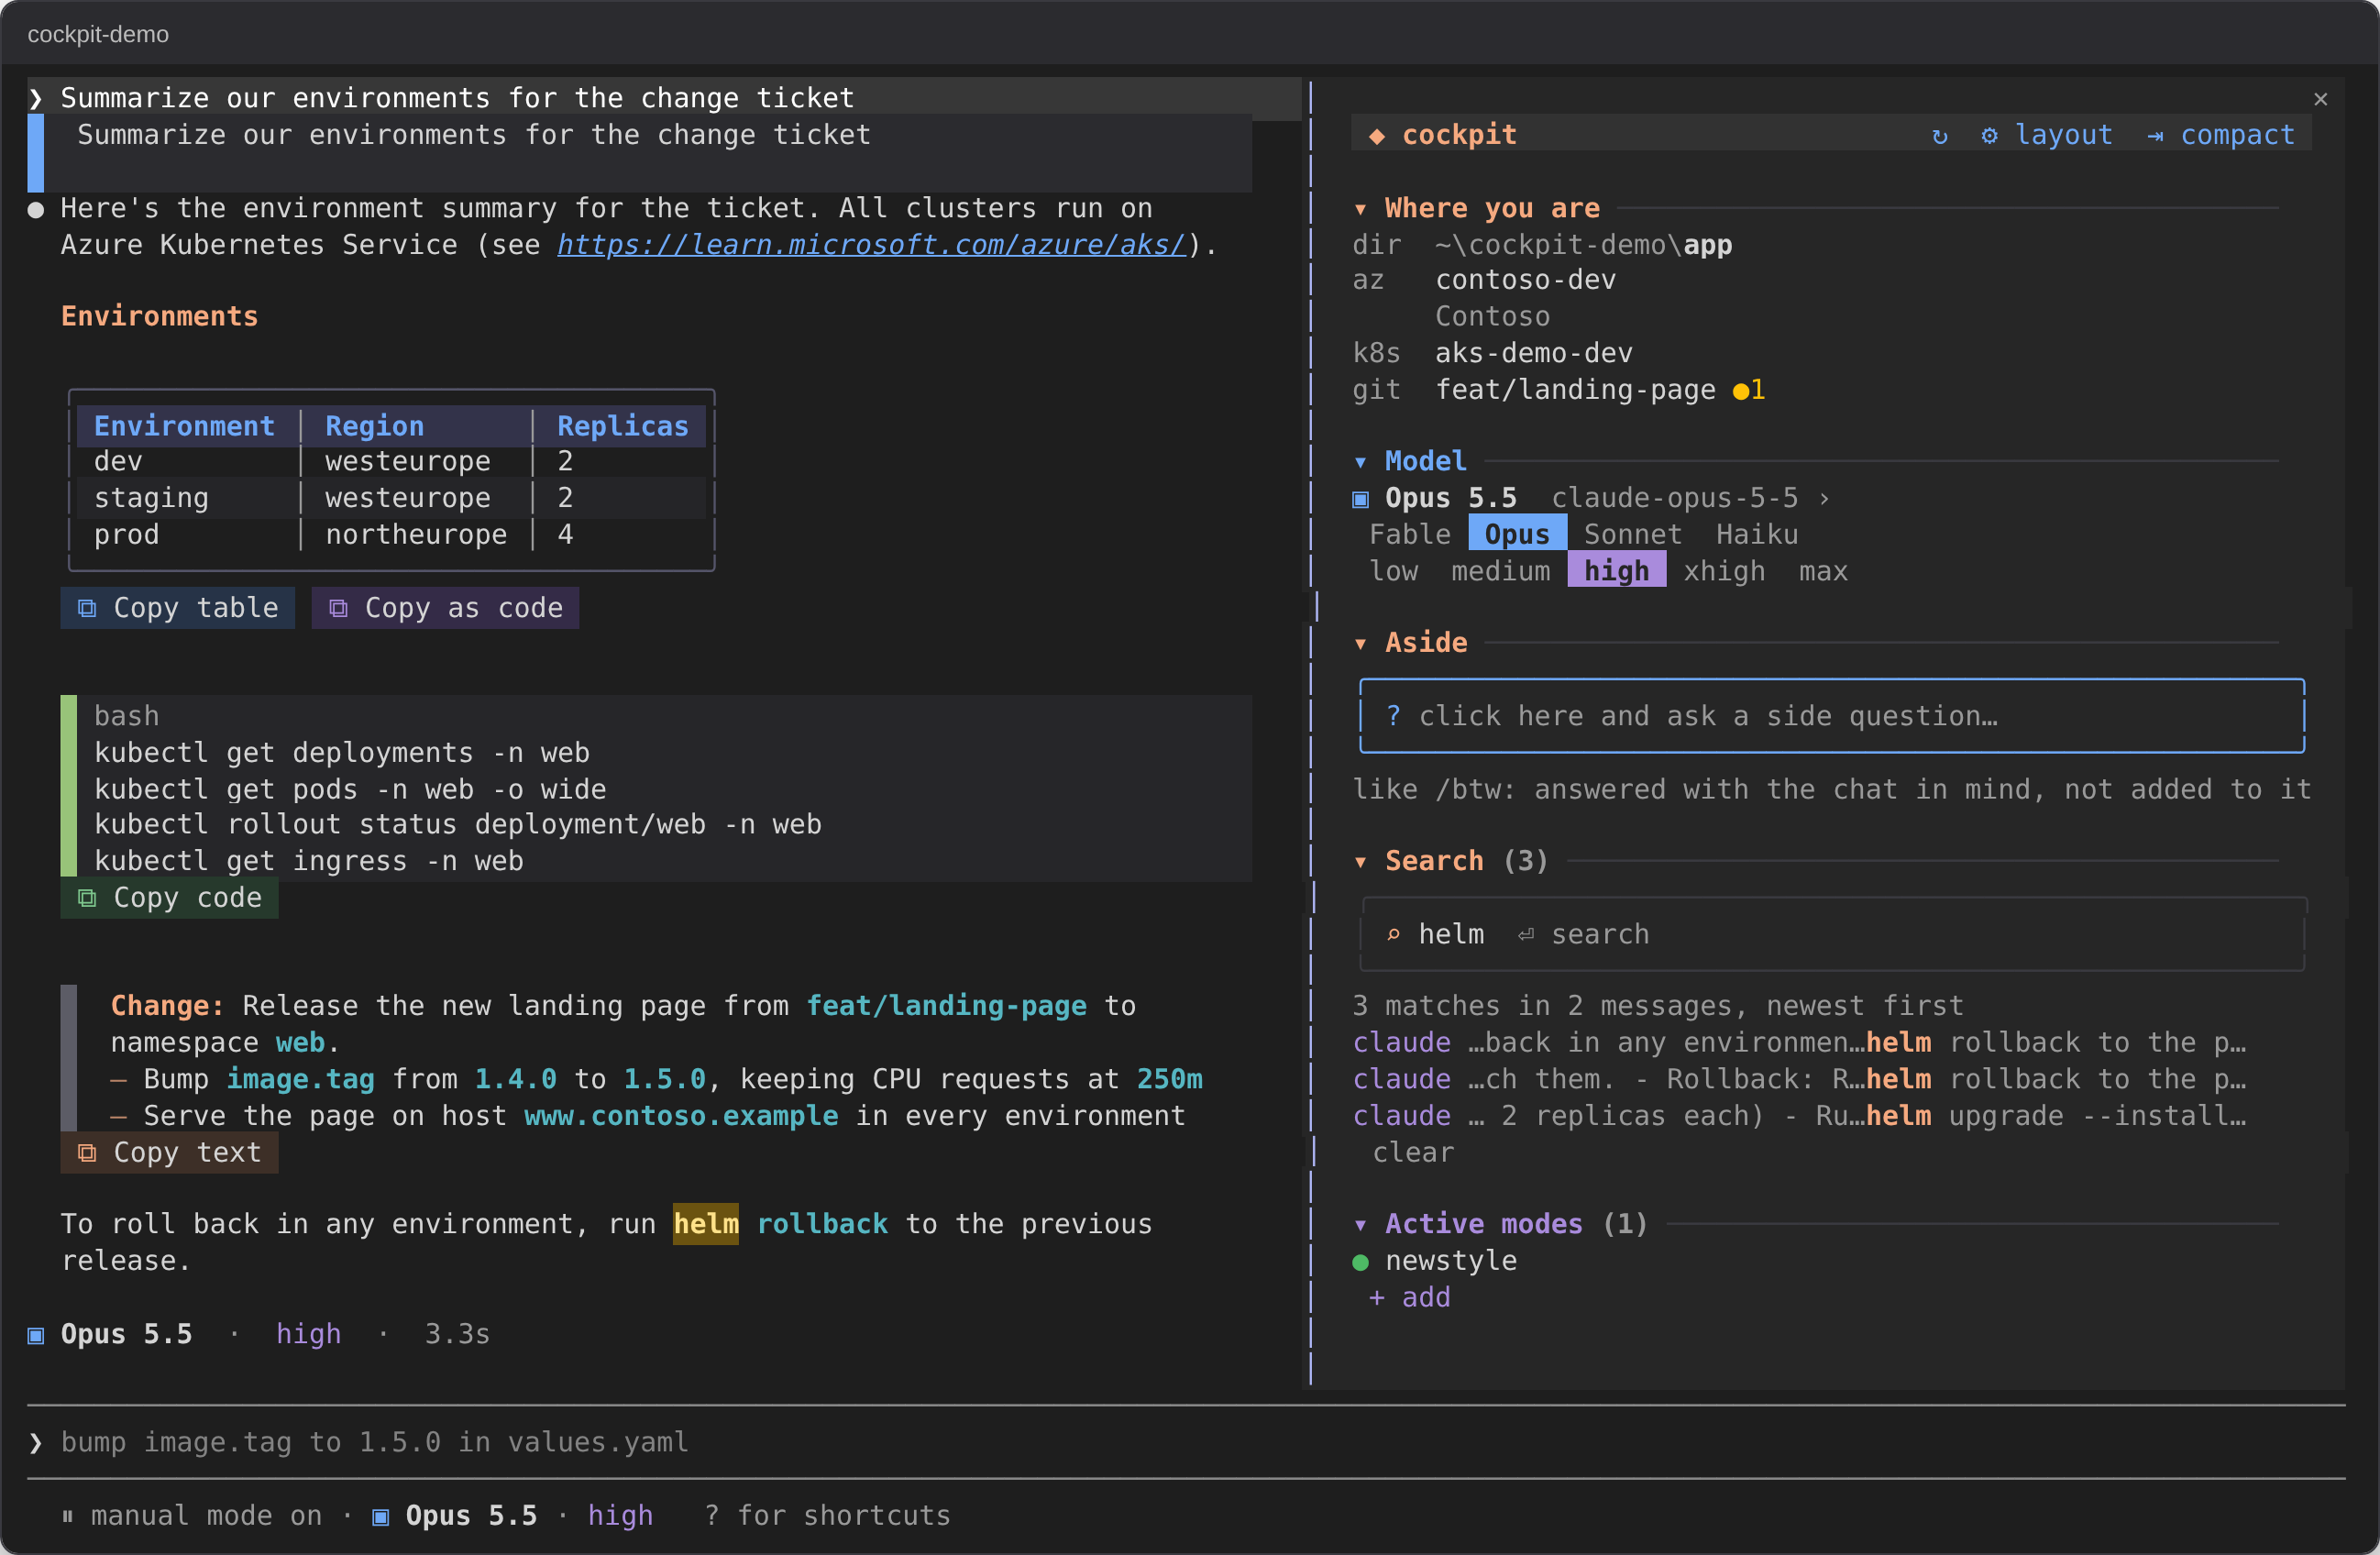 cockpit-demo
❯ Summarize our environments for the change ticket
Summarize our environments for the change ticket
● Here's the environment summary for the ticket. All clusters run on
Azure Kubernetes Service (see https://learn.microsoft.com/azure/aks/).
Environments
Environment │ Region │ Replicas
dev │ westeurope │ 2
staging │ westeurope │ 2
prod │ northeurope │ 4
⧉ Copy table ⧉ Copy as code
bash
kubectl get deployments -n web
kubectl get pods -n web -o wide
kubectl rollout status deployment/web -n web
kubectl get ingress -n web
⧉ Copy code
Change: Release the new landing page from feat/landing-page to
namespace web.
– Bump image.tag from 1.4.0 to 1.5.0, keeping CPU requests at 250m
– Serve the page on host www.contoso.example in every environment
⧉ Copy text
To roll back in any environment, run helm rollback to the previous
release.
▣ Opus 5.5 · high · 3.3s
×
◆ cockpit ↻ ⚙ layout ⇥ compact
▾ Where you are
dir ~\cockpit-demo\app
az contoso-dev
Contoso
k8s aks-demo-dev
git feat/landing-page ●1
▾ Model
▣ Opus 5.5 claude-opus-5-5 ›
Fable Opus Sonnet Haiku
low medium high xhigh max
▾ Aside
? click here and ask a side question…
like /btw: answered with the chat in mind, not added to it
▾ Search (3)
⌕ helm ⏎ search
3 matches in 2 messages, newest first
claude …back in any environmen…helm rollback to the p…
claude …ch them. - Rollback: R…helm rollback to the p…
claude … 2 replicas each) - Ru…helm upgrade --install…
clear
▾ Active modes (1)
● newstyle
+ add
❯ bump image.tag to 1.5.0 in values.yaml
⏸ manual mode on · ▣ Opus 5.5 · high ? for shortcuts